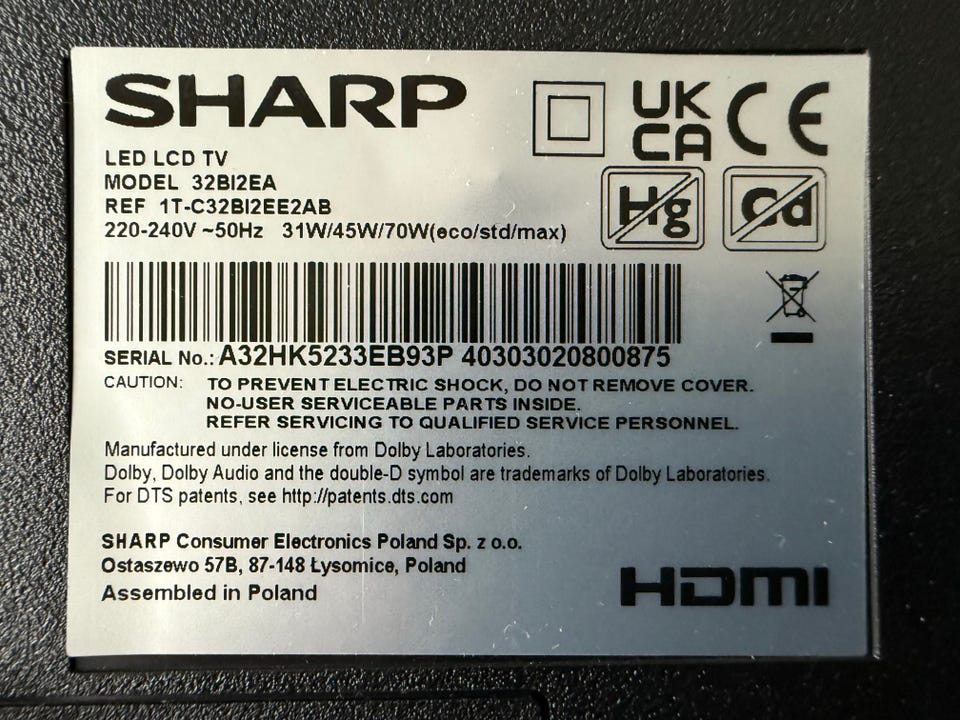 SHARP
UK
CA
CE
LED LCD TV
MODEL 32BI2EA
REF 1T-C32BI2EE2AB
220-240V ~50Hz 31W/45W/70W(eco/std/max)
Hg
Cd
SERIAL No.: A32HK5233EB93P 40303020800875
CAUTION: TO PREVENT ELECTRIC SHOCK, DO NOT REMOVE COVER.
NO-USER SERVICEABLE PARTS INSIDE.
REFER SERVICING TO QUALIFIED SERVICE PERSONNEL.
Manufactured under license from Dolby Laboratories.
Dolby, Dolby Audio and the double-D symbol are trademarks of Dolby Laboratories.
For DTS patents, see http://patents.dts.com
SHARP Consumer Electronics Poland Sp. z o.o.
Ostaszewo 57B, 87-148 Łysomice, Poland
Assembled in Poland
HDMI